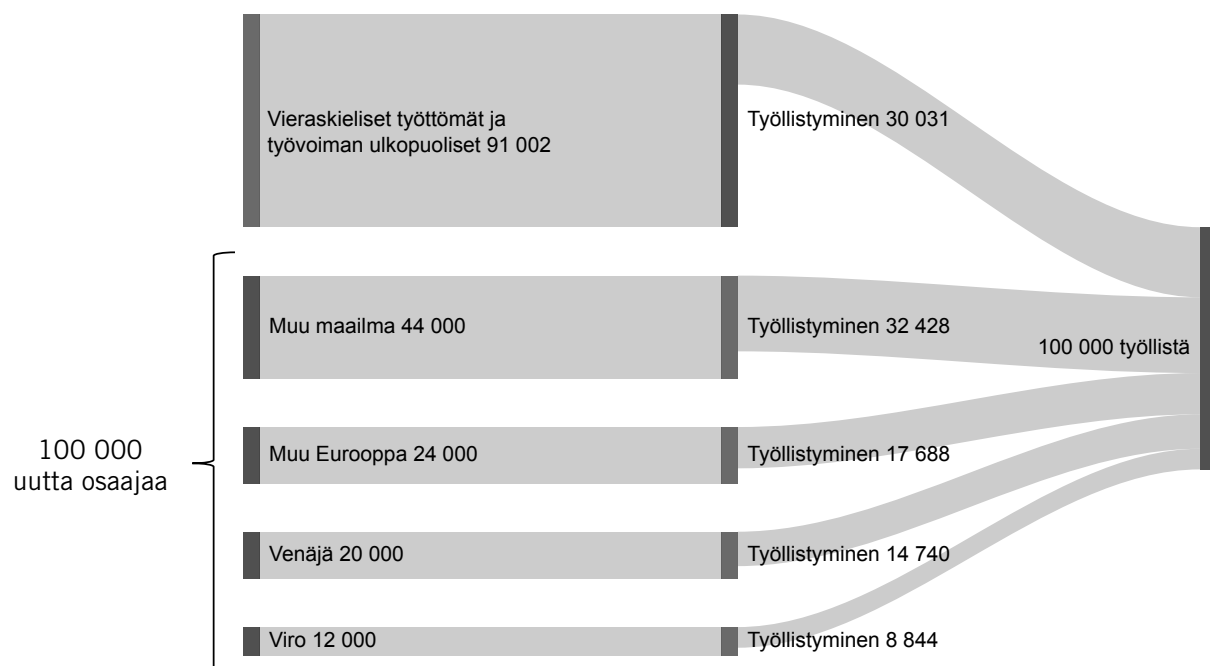 Vieraskieliset työttömät ja
työvoiman ulkopuoliset 91 002
Työllistyminen 30 031
Muu maailma 44 000
Työllistyminen 32 428
100 000 työllistä
100 000
uutta osaajaa
Muu Eurooppa 24 000
Työllistyminen 17 688
Venäjä 20 000
Työllistyminen 14 740
Viro 12 000
Työllistyminen 8 844